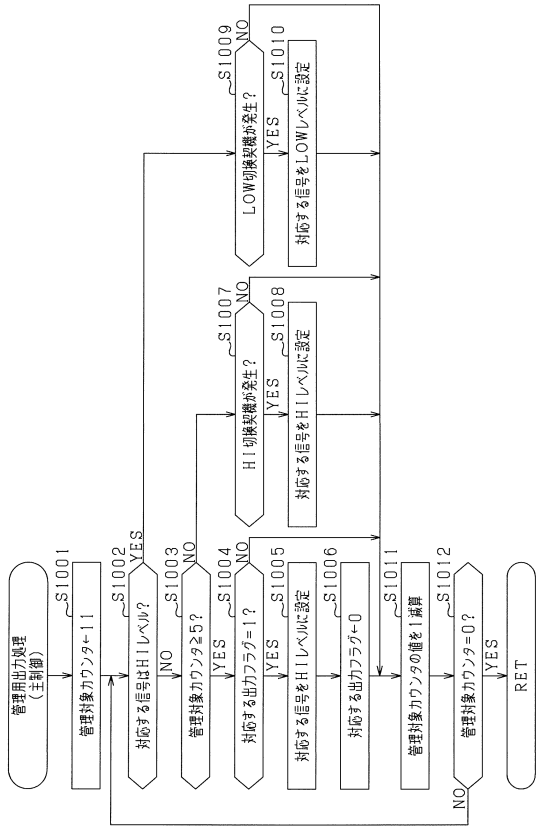 管理用出力処理
(主制御)
S1001
管理対象カウンタ←11
S1002
対応する信号はHIレベル?
YES
NO
S1003
管理対象カウンタ≧5?
NO
YES
S1004
対応する出力フラグ=1?
NO
YES
S1005
対応する信号をHIレベルに設定
S1006
対応する出力フラグ←0
S1007
HI切換契機が発生?
NO
YES
S1008
対応する信号をHIレベルに設定
S1009
LOW切換契機が発生?
NO
YES
S1010
対応する信号をLOWレベルに設定
S1011
管理対象カウンタの値を1減算
S1012
管理対象カウンタ=0?
NO
YES
RET